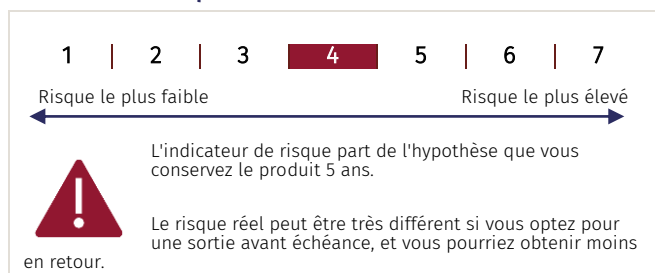 1 | 2 | 3 | 4 | 5 | 6 | 7
Risque le plus faible Risque le plus élevé
L'indicateur de risque part de l'hypothèse que vous
conservez le produit 5 ans.
Le risque réel peut être très différent si vous optez pour
une sortie avant échéance, et vous pourriez obtenir moins
en retour.